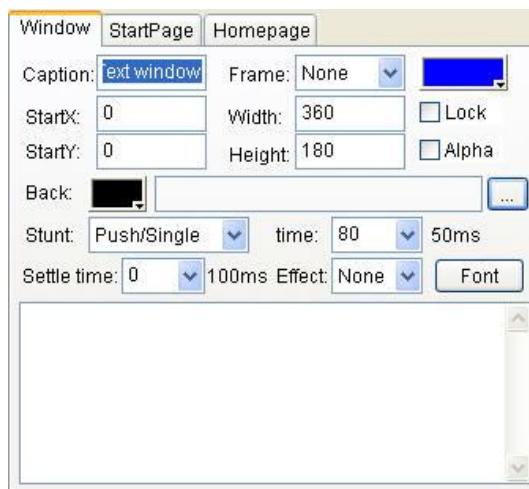 Window StartPage Homepage
Caption: Text window Frame: None
StartX: 0 Width: 360 Lock
StartY: 0 Height: 180 Alpha
Back: ...
Stunt: Push/Single time: 80 50ms
Settle time: 0 100ms Effect: None Font